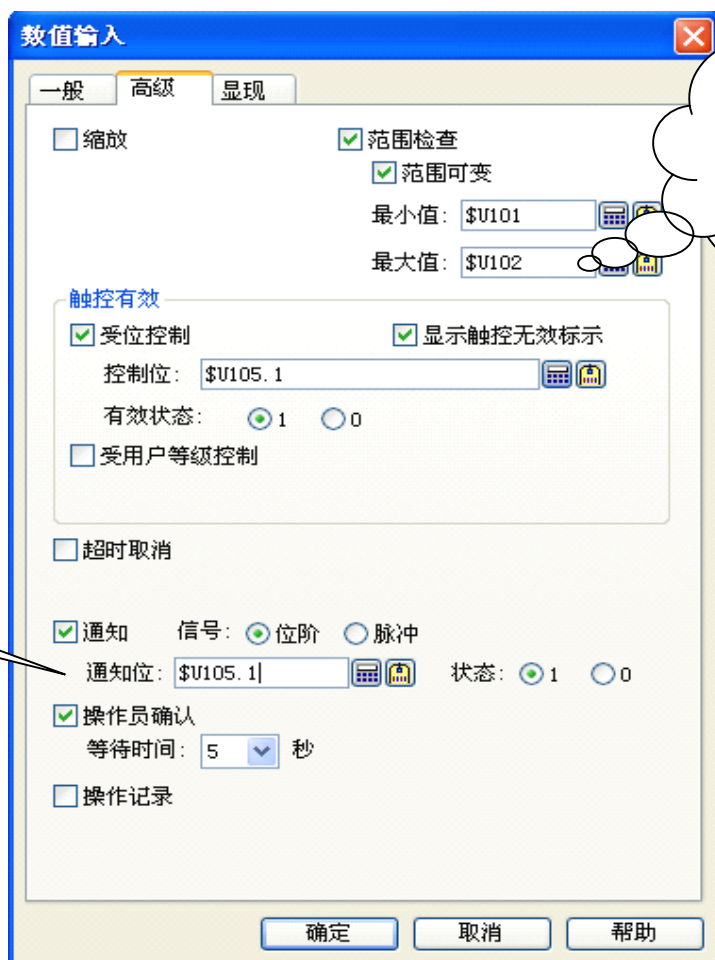 数值输入
一般 高级 显现
缩放 范围检查
范围可变
最小值: $U101
最大值: $U102
触控有效
受位控制 显示触控无效标示
控制位: $U105.1
有效状态: 1 0
受用户等级控制
超时取消
通知 信号: 位阶 脉冲
通知位: $U105.1 状态: 1 0
操作员确认
等待时间: 5 秒
操作记录
确定 取消 帮助